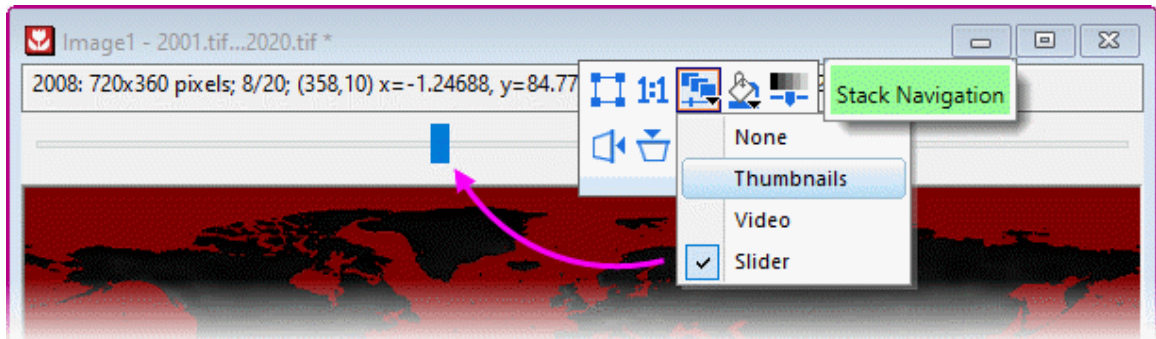 Image1 - 2001.tif...2020.tif *
2008: 720x360 pixels; 8/20; (358,10) x=-1.24688, y=84.77
1:1
Stack Navigation
None
Thumbnails
Video
Slider